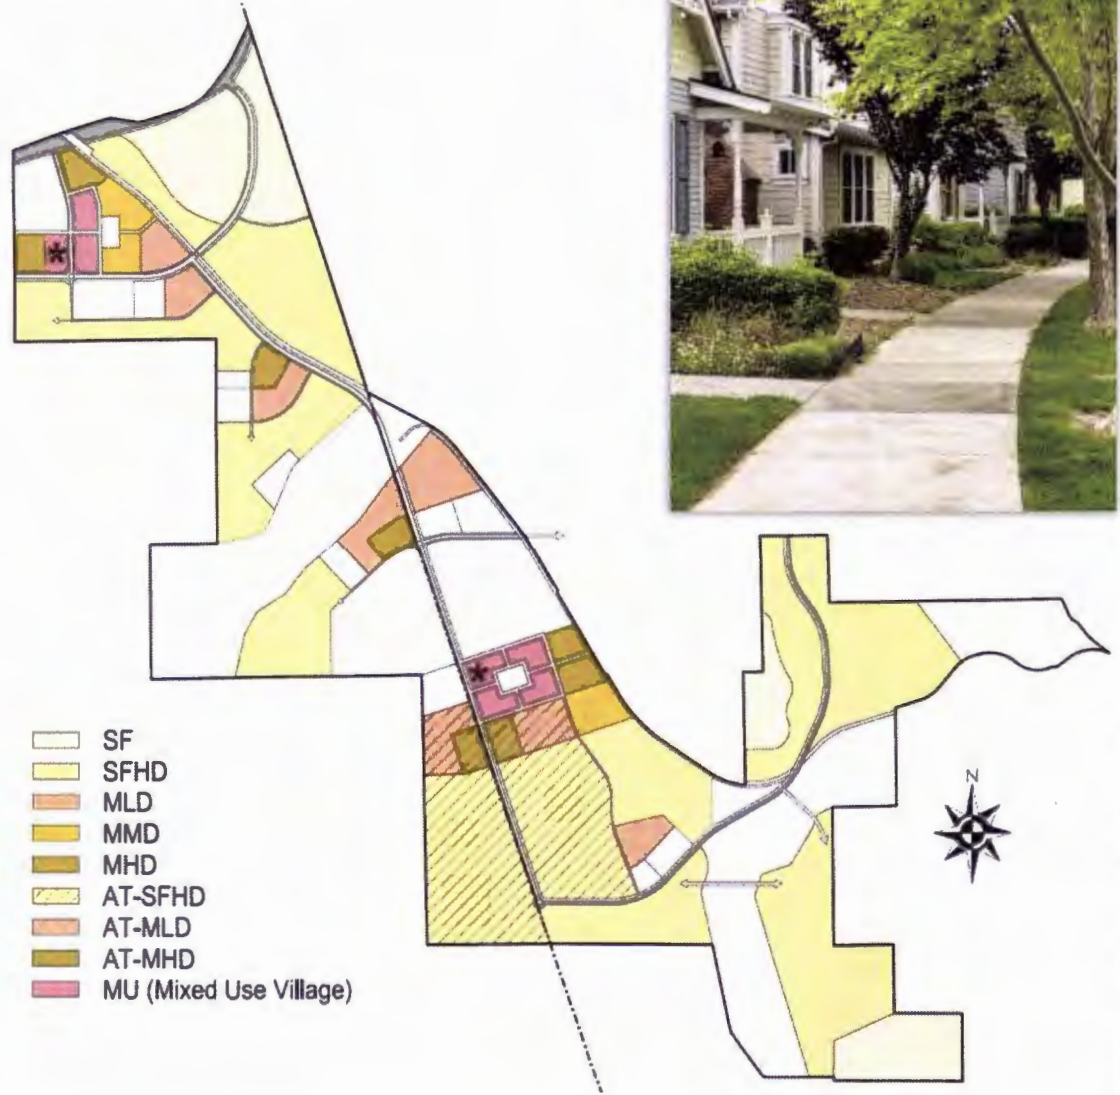 SF
SFHD
MLD
MMD
MHD
AT-SFHD
AT-MLD
AT-MHD
MU (Mixed Use Village)
N